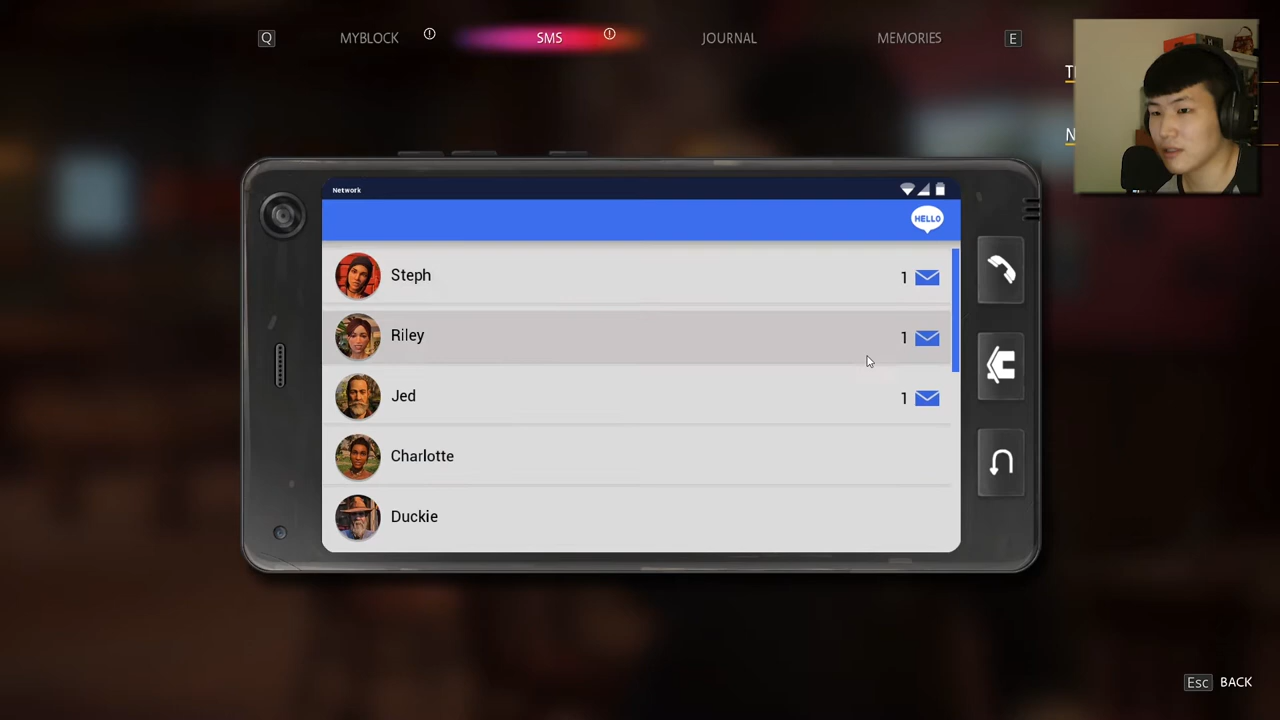 Q MYBLOCK SMS JOURNAL MEMORIES E
Network
HELLO
Steph 1
Riley 1
Jed 1
Charlotte
Duckie
Esc BACK